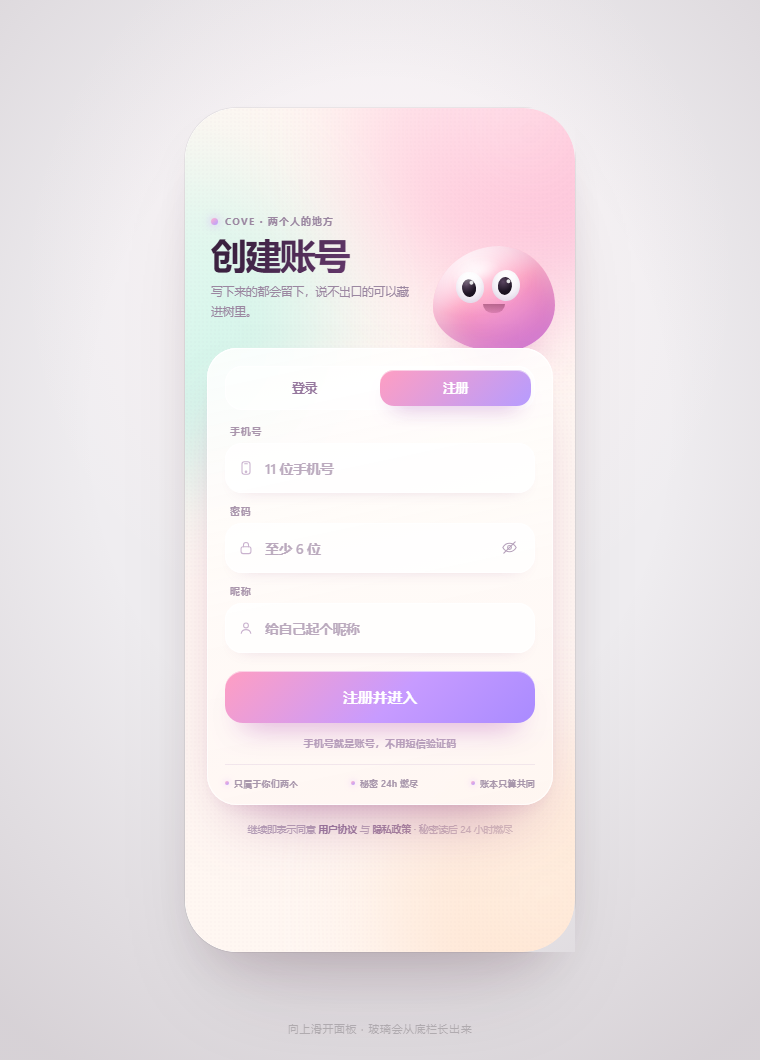 COVE · 两个人的地方
创建账号
写下来的都会留下，说不出口的可以藏
进树里。
登录
注册
手机号
11 位手机号
密码
至少 6 位
昵称
给自己起个昵称
注册并进入
手机号就是账号，不用短信验证码
只属于你们两个
秘密 24h 燃尽
账本只算共同
继续即表示同意 用户协议 与 隐私政策 · 秘密读后 24 小时燃尽
向上滑开面板 · 玻璃会从底栏长出来